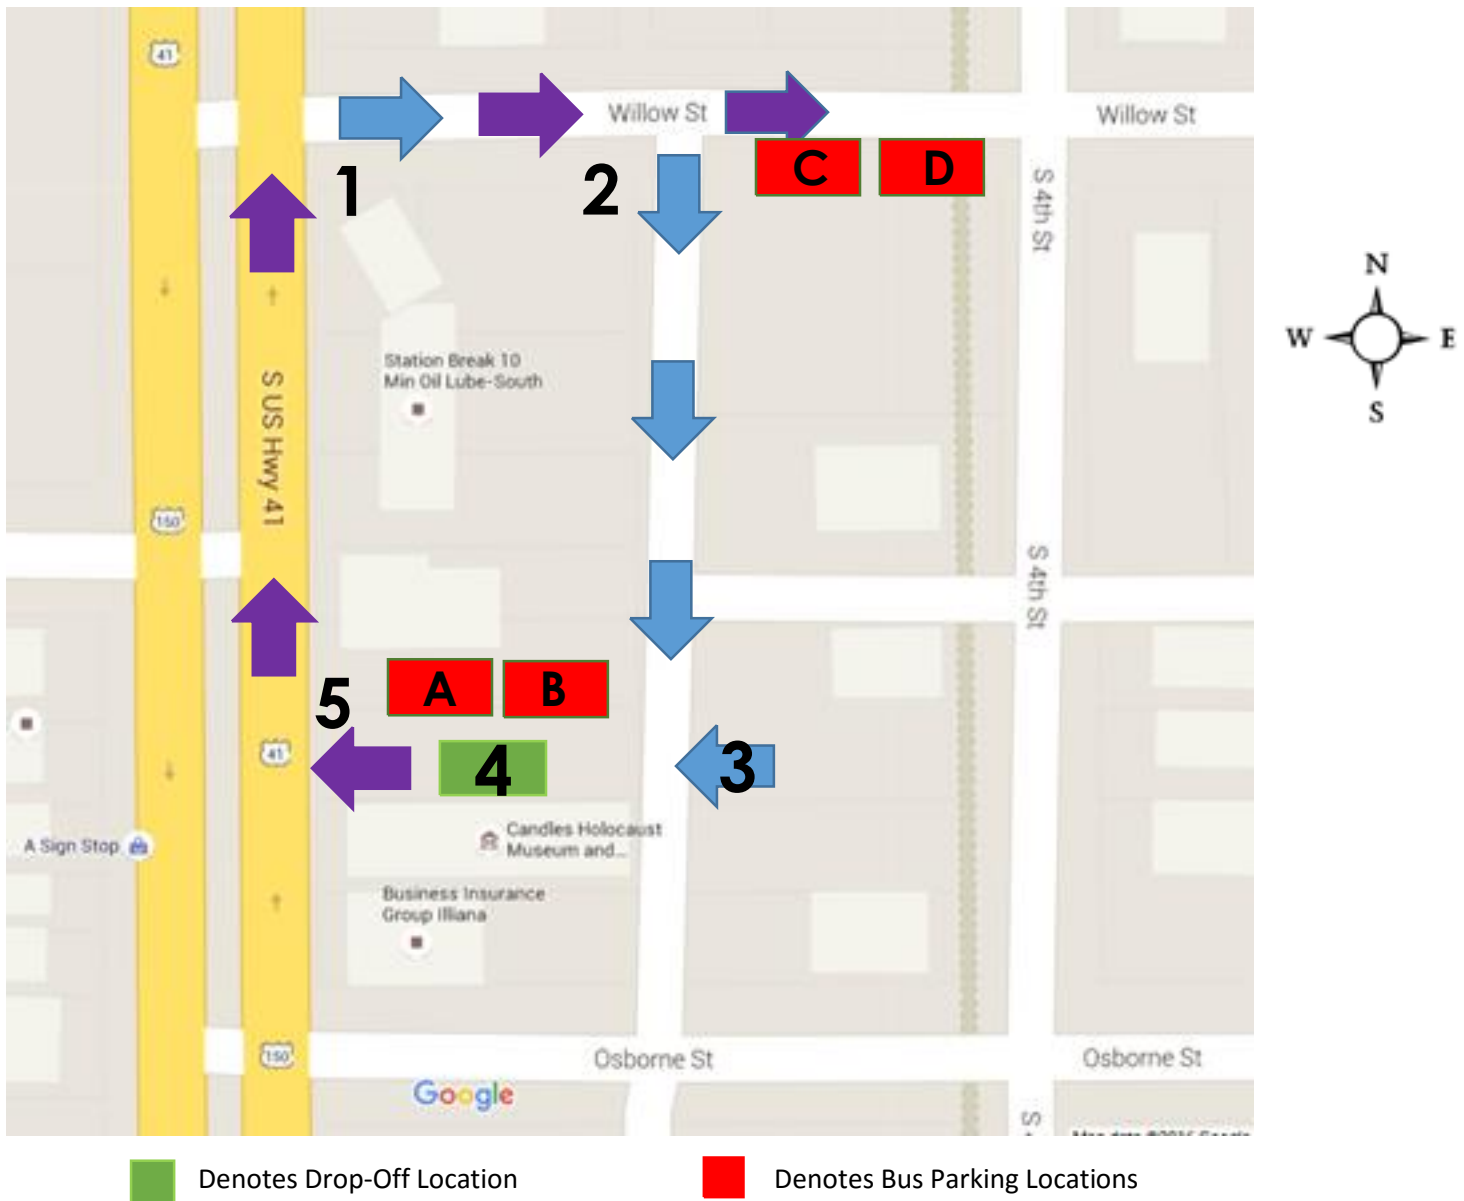 41
Willow St
Willow St
1
2
C
D
S 4th St
N
W
E
S
Station Break 10
Min Oil Lube-South
S US Hwy 41
150
S 4th St
A
B
5
41
4
3
A Sign Stop
Candles Holocaust
Museum and...
Business Insurance
Group Illiana
150
Osborne St
Osborne St
Google
Denotes Drop-Off Location
Denotes Bus Parking Locations